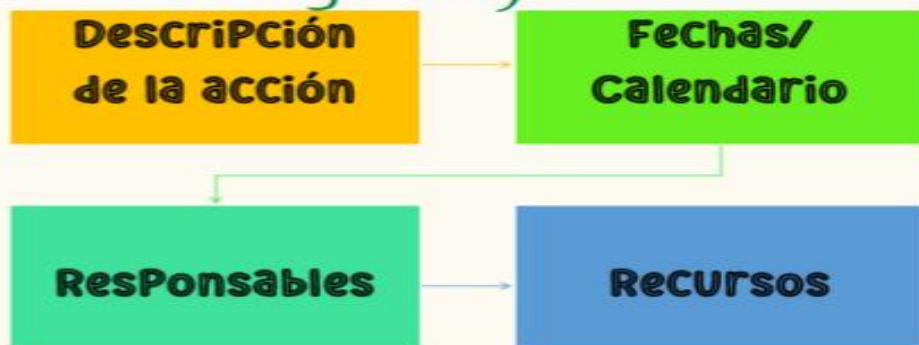 Descripción
de la acción
Fechas/
Calendario
Responsables
Recursos